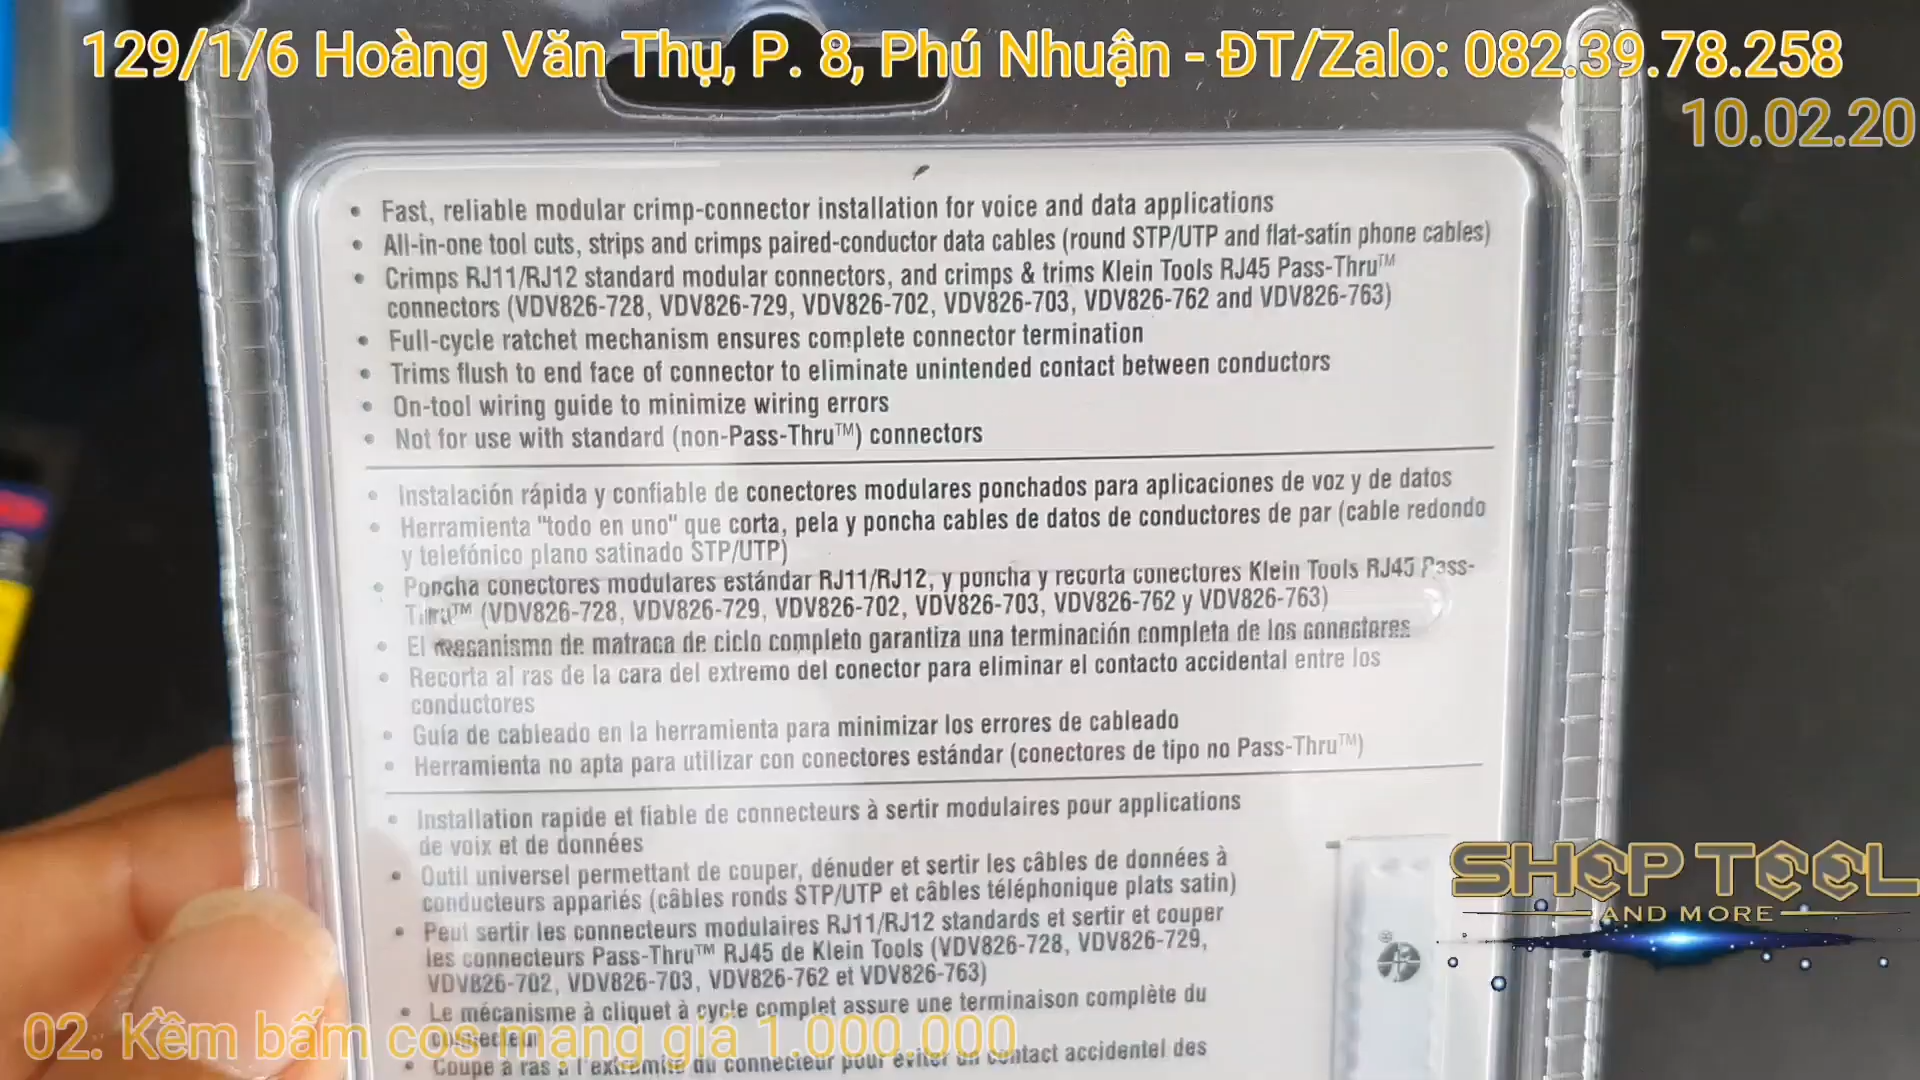 129/1/6 Hoàng Văn Thụ, P. 8, Phú Nhuận - ĐT/Zalo: 082.39.78.258
10.02.20
• Fast, reliable modular crimp-connector installation for voice and data applications
• All-in-one tool cuts, strips and crimps paired-conductor data cables (round STP/UTP and flat-satin phone cables)
• Crimps RJ11/RJ12 standard modular connectors, and crimps & trims Klein Tools RJ45 Pass-Thru™
connectors (VDV826-728, VDV826-729, VDV826-702, VDV826-703, VDV826-762 and VDV826-763)
• Full-cycle ratchet mechanism ensures complete connector termination
• Trims flush to end face of connector to eliminate unintended contact between conductors
• On-tool wiring guide to minimize wiring errors
• Not for use with standard (non-Pass-Thru™) connectors
• Instalación rápida y confiable de conectores modulares ponchados para aplicaciones de voz y de datos
• Herramienta "todo en uno" que corta, pela y poncha cables de datos de conductores de par (cable redondo
y telefónico plano satinado STP/UTP)
• Poncha conectores modulares estándar RJ11/RJ12, y poncha y recorta conectores Klein Tools RJ45 Pass-
Thru™ (VDV826-728, VDV826-729, VDV826-702, VDV826-703, VDV826-762 y VDV826-763)
• El mecanismo de matraca de ciclo completo garantiza una terminación completa de los conectores
• Recorta al ras de la cara del extremo del conector para eliminar el contacto accidental entre los
conductores
• Guía de cableado en la herramienta para minimizar los errores de cableado
• Herramienta no apta para utilizar con conectores estándar (conectores de tipo no Pass-Thru™)
• Installation rapide et fiable de connecteurs à sertir modulaires pour applications
de voix et de données
• Outil universel permettant de couper, dénuder et sertir les câbles de données à
conducteurs appariés (câbles ronds STP/UTP et câbles téléphonique plats satin)
• Peut sertir les connecteurs modulaires RJ11/RJ12 standards et sertir et couper
les connecteurs Pass-Thru™ RJ45 de Klein Tools (VDV826-728, VDV826-729,
VDV826-702, VDV826-703, VDV826-762 et VDV826-763)
• Le mécanisme à cliquet à cycle complet assure une terminaison complète du
connecteur
• Coupe à ras à l'extrémité du connecteur pour éviter un contact accidentel des
SHOP TOOL
AND MORE
02. Kềm bấm cos mạng giá 1.000.000